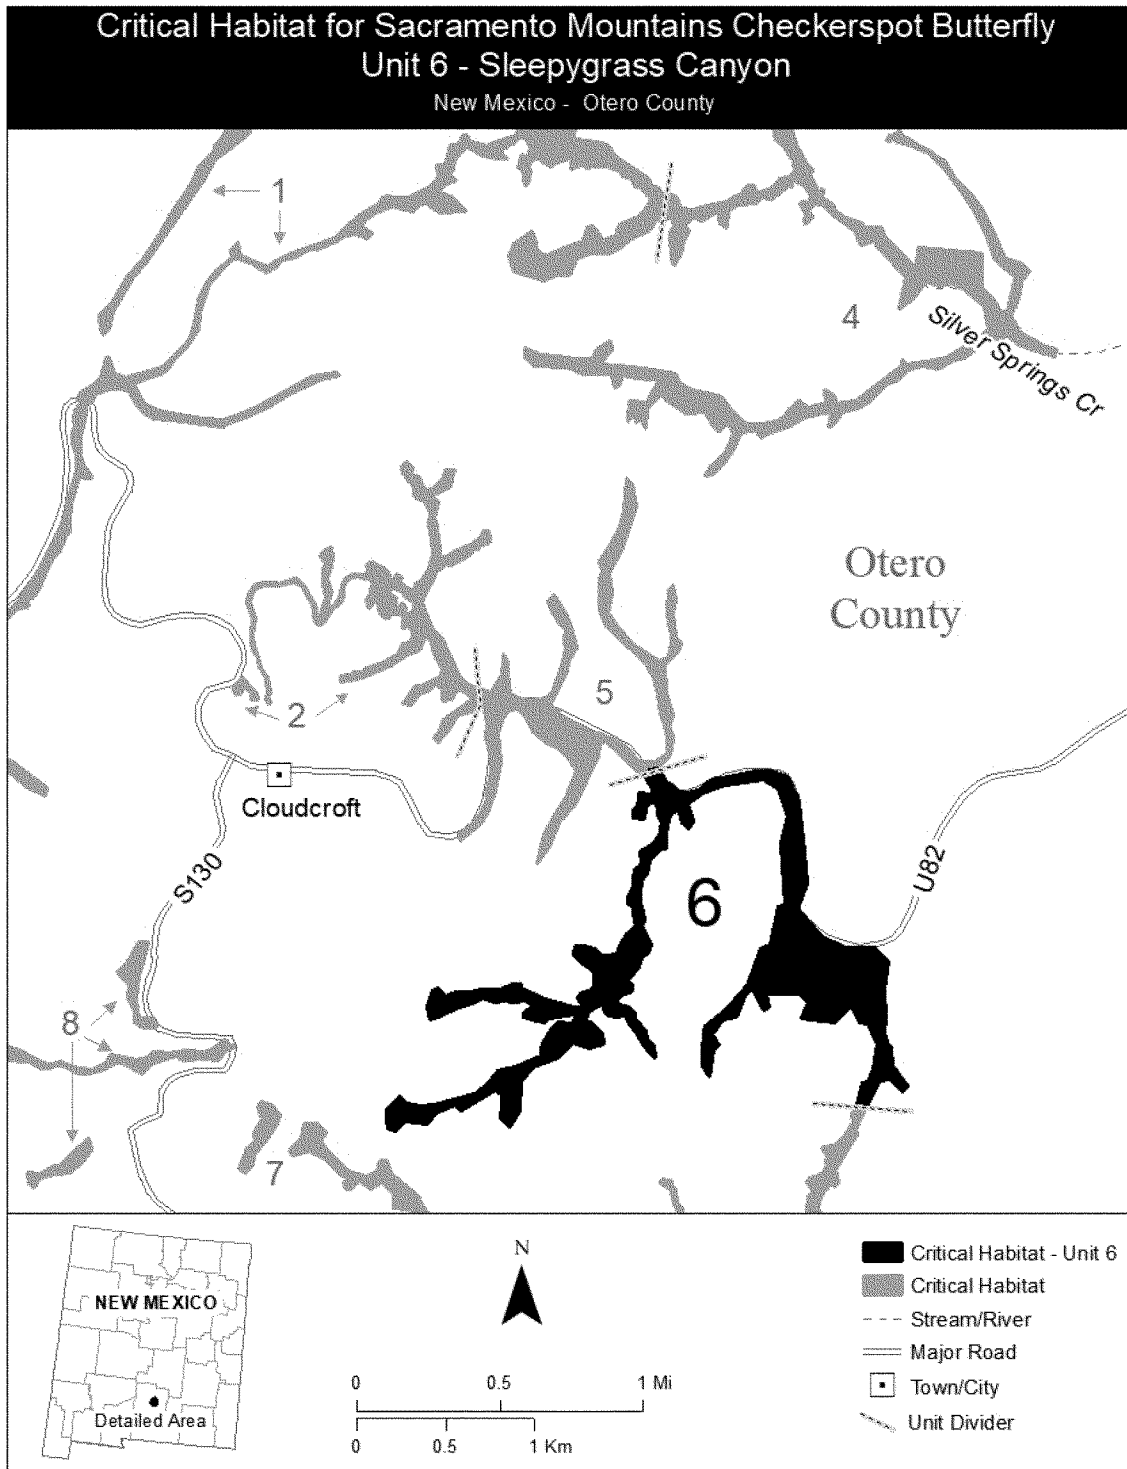 Critical Habitat for Sacramento Mountains Checkerspot Butterfly
Unit 6 - Sleepygrass Canyon
New Mexico - Otero County
1
4
Silver Springs Cr
Otero
County
5
2
Cloudcroft
S130
6
U82
8
7
NEW MEXICO
Detailed Area
N
0 0.5 1 Mi
0 0.5 1 Km
Critical Habitat - Unit 6
Critical Habitat
Stream/River
Major Road
Town/City
Unit Divider